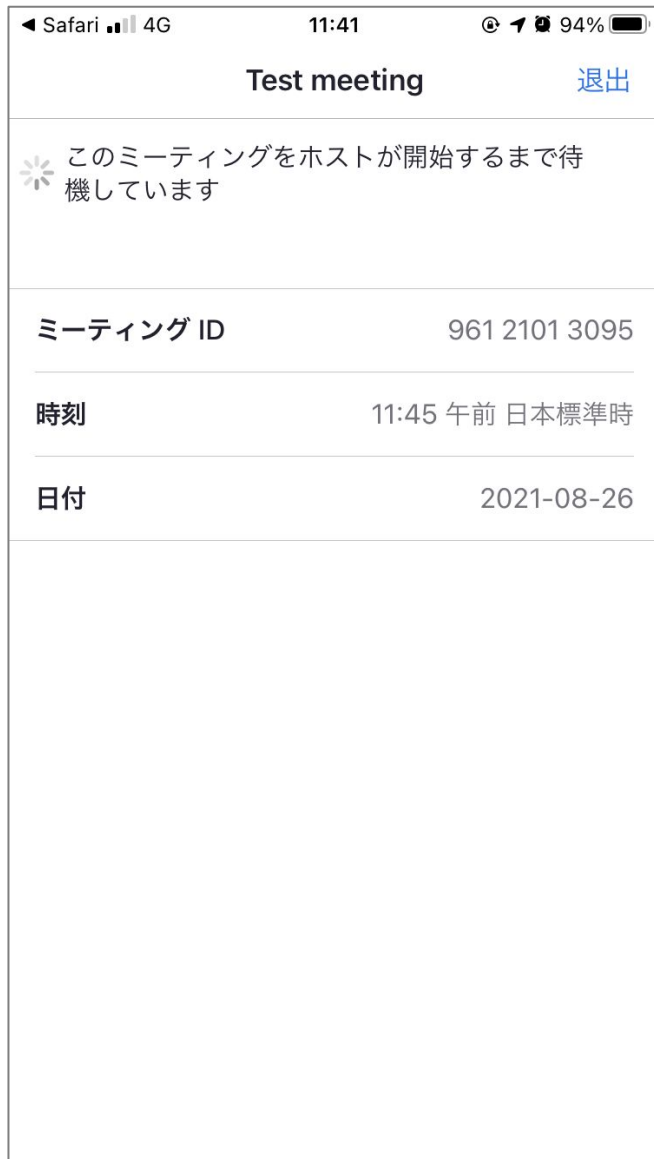 ◀ Safari 4G 11:41 94%
Test meeting 退出
このミーティングをホストが開始するまで待
機しています
ミーティング ID 961 2101 3095
時刻 11:45 午前 日本標準時
日付 2021-08-26